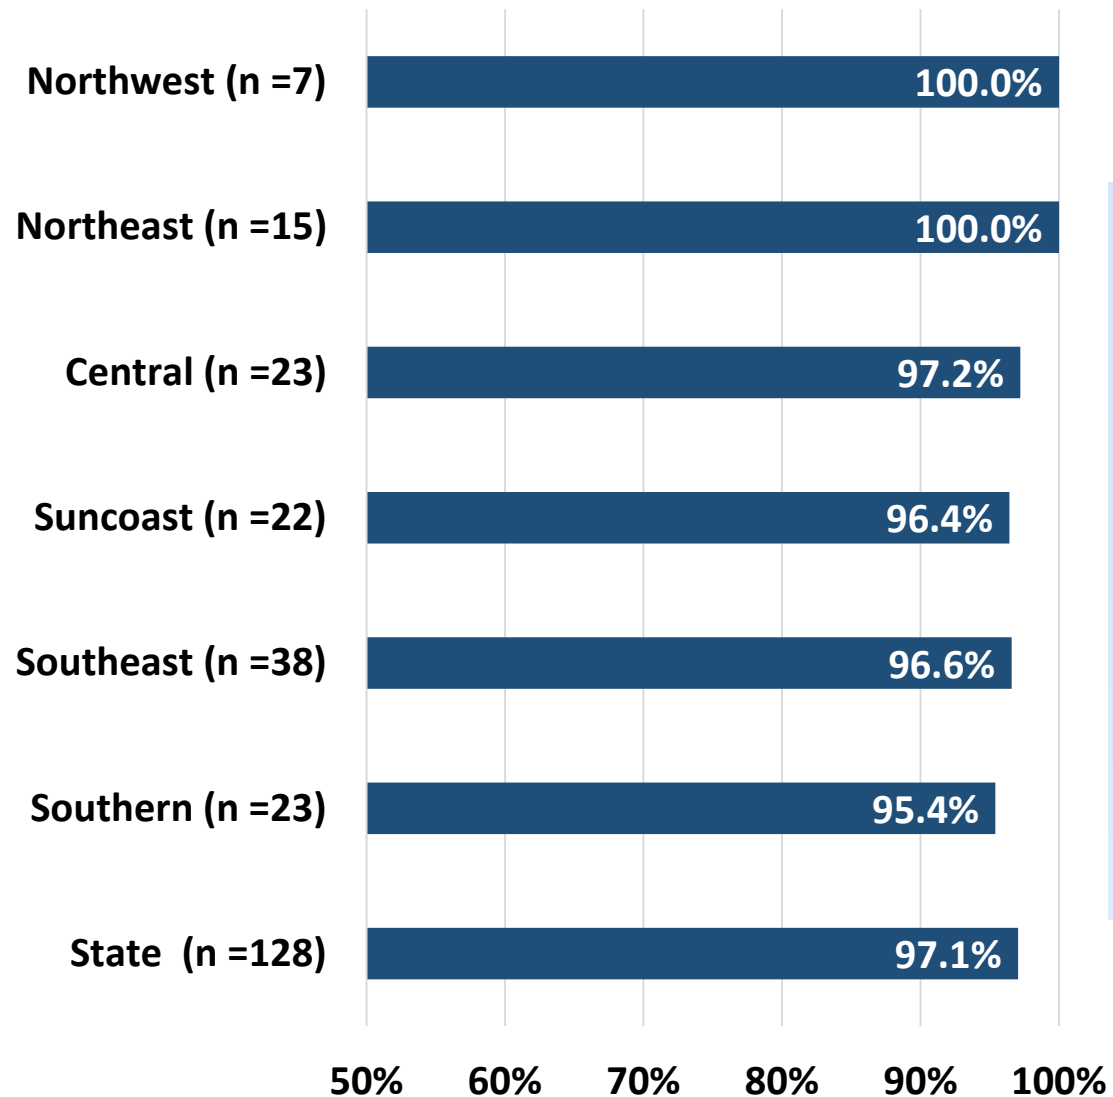 Northwest (n =7) 100.0%
Northeast (n =15) 100.0%
Central (n =23) 97.2%
Suncoast (n =22) 96.4%
Southeast (n =38) 96.6%
Southern (n =23) 95.4%
State  (n =128) 97.1%
50% 60% 70% 80% 90% 100%